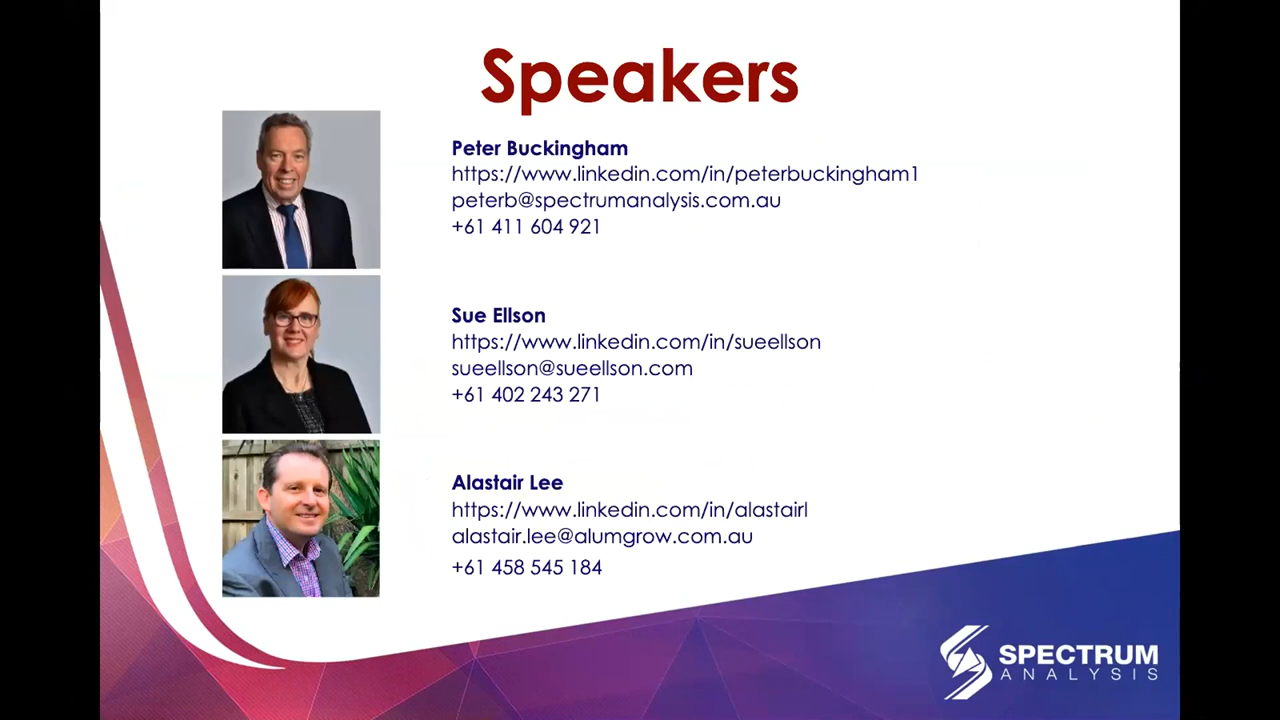 Speakers
Peter Buckingham
https://www.linkedin.com/in/peterbuckingham1
peterb@spectrumanalysis.com.au
+61 411 604 921
Sue Ellson
https://www.linkedin.com/in/sueellson
sueellson@sueellson.com
+61 402 243 271
Alastair Lee
https://www.linkedin.com/in/alastairl
alastair.lee@alumgrow.com.au
+61 458 545 184
SPECTRUM
ANALYSIS